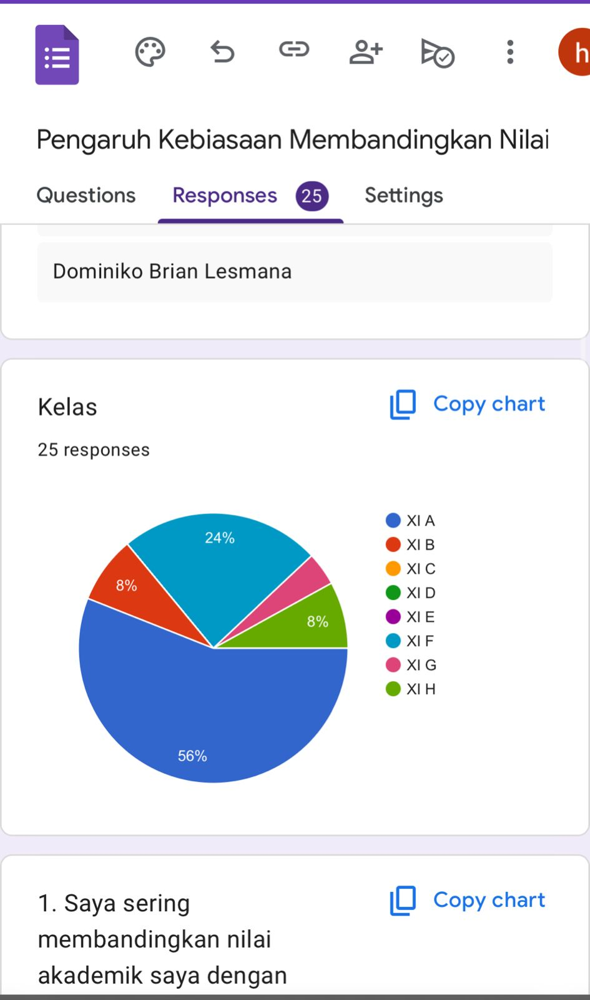 h
Pengaruh Kebiasaan Membandingkan Nilai
Questions Responses 25 Settings
Dominiko Brian Lesmana
Kelas
Copy chart
25 responses
24%
8%
8%
56%
XI A
XI B
XI C
XI D
XI E
XI F
XI G
XI H
1. Saya sering
membandingkan nilai
akademik saya dengan
Copy chart